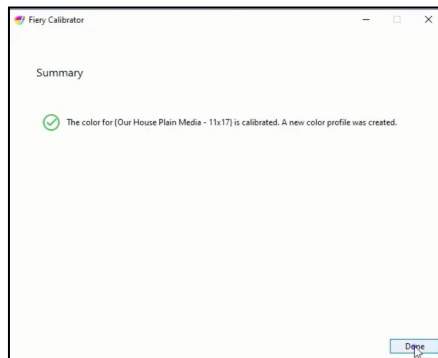 Fiery Calibrator
Summary
The color for (Our House Plain Media - 11x17) is calibrated. A new color profile was created.
Done